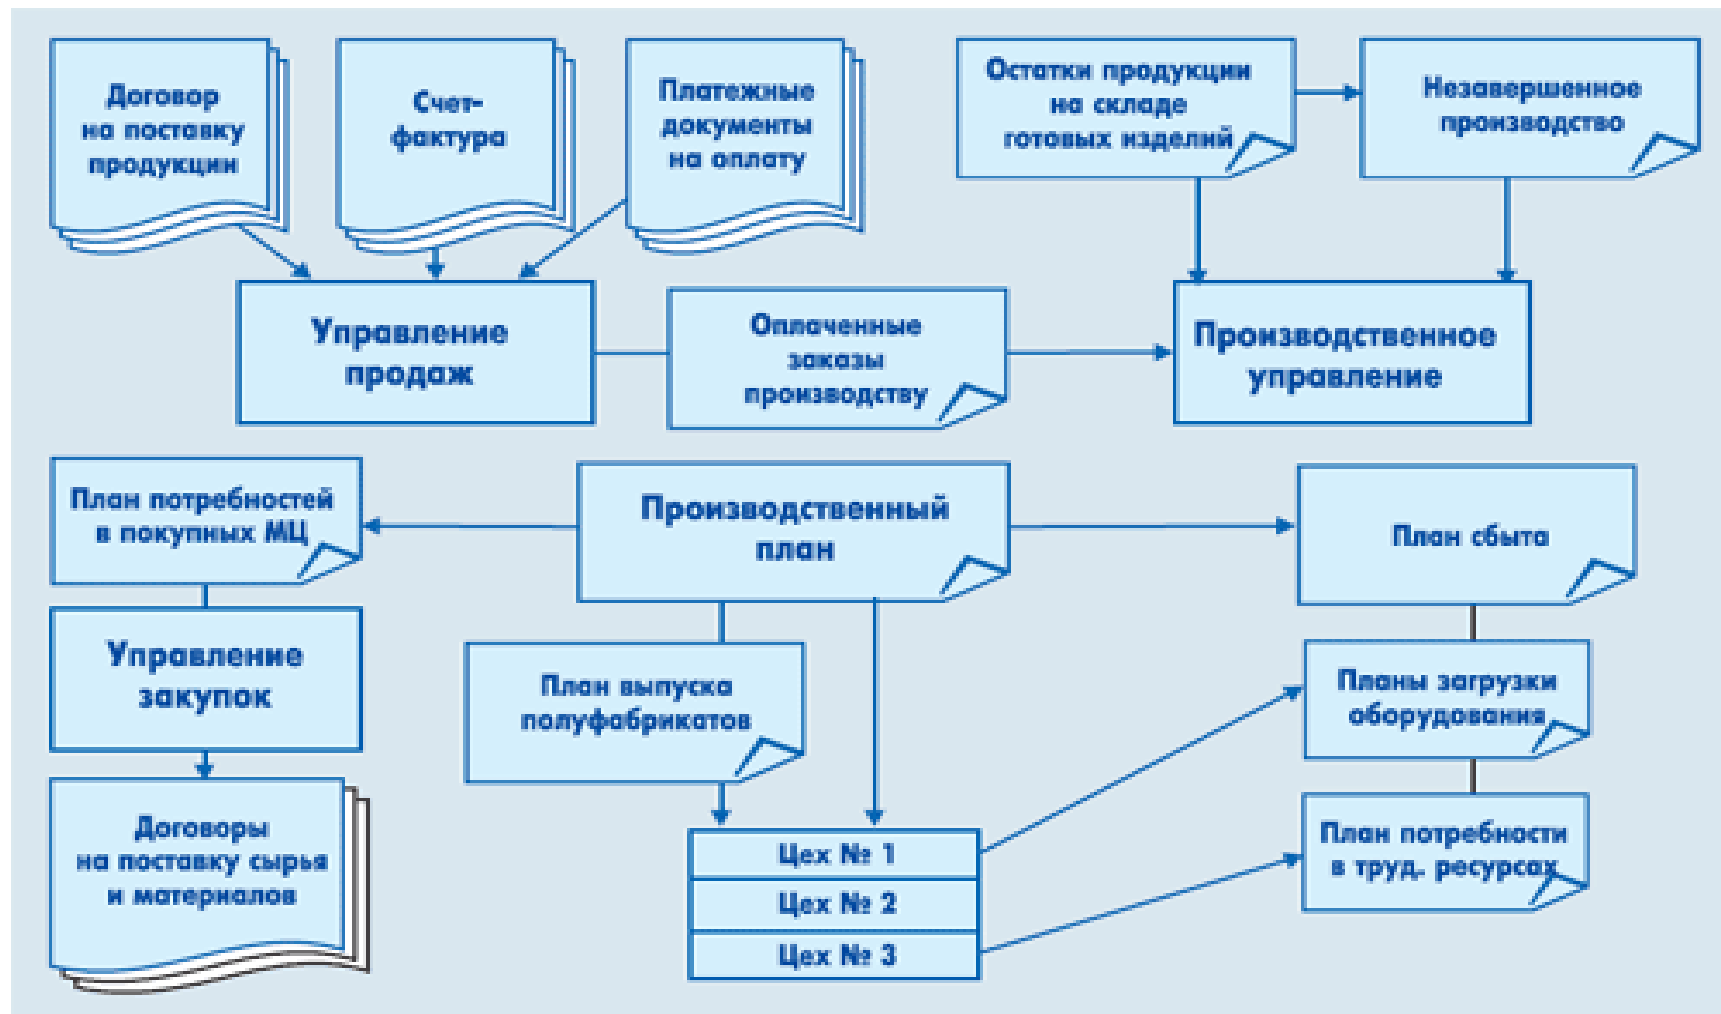 Договор
на поставку
продукции
Счет-
фактура
Платежные
документы
на оплату
Остатки продукции
на складе
готовых изделий
Незавершенное
производство
Управление
продаж
Оплаченные
заказы
производству
Производственное
управление
План потребностей
в покупных МЦ
Производственный
план
План сбыта
Управление
закупок
План выпуска
полуфабрикатов
Планы загрузки
оборудования
Договоры
на поставку сырья
и материалов
Цех № 1
Цех № 2
Цех № 3
План потребности
в труд. ресурсах